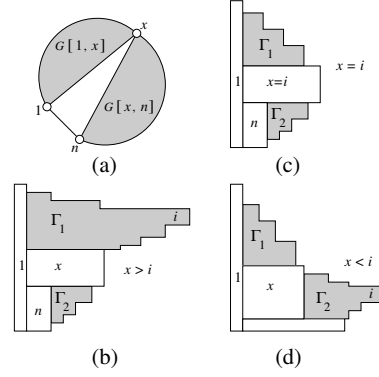 x
G[1, x]
1
G[x, n]
n
(a)
Γ1
1
x=i
x = i
n
Γ2
(c)
Γ1
i
1
x
x > i
n
Γ2
(b)
Γ1
x < i
1
x
i
Γ2
(d)